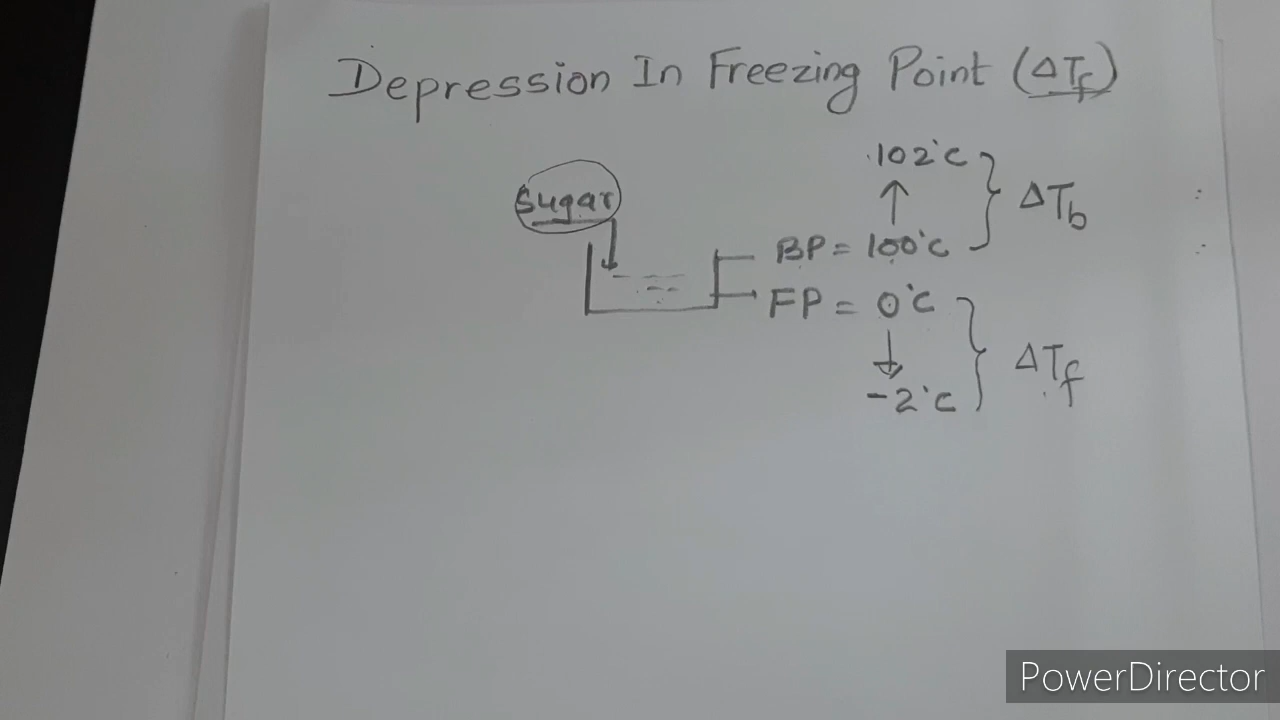 Depression In Freezing Point (ΔTf)
102°C
Sugar
ΔTb
BP = 100°C
FP = 0°C
ΔTf
-2°C
PowerDirector